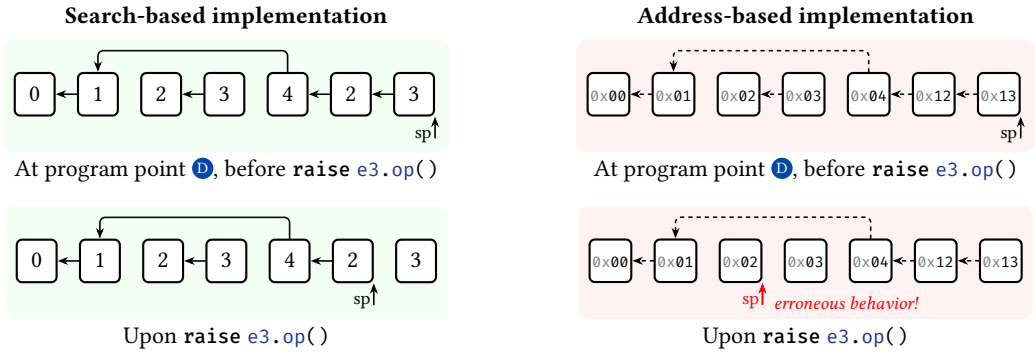 Search-based implementation
0 1 2 3 4 2 3
sp
At program point D, before raise e3.op()
0 1 2 3 4 2 3
sp
Upon raise e3.op()
Address-based implementation
0x00 0x01 0x02 0x03 0x04 0x12 0x13
sp
At program point D, before raise e3.op()
0x00 0x01 0x02 0x03 0x04 0x12 0x13
sp erroneous behavior!
Upon raise e3.op()